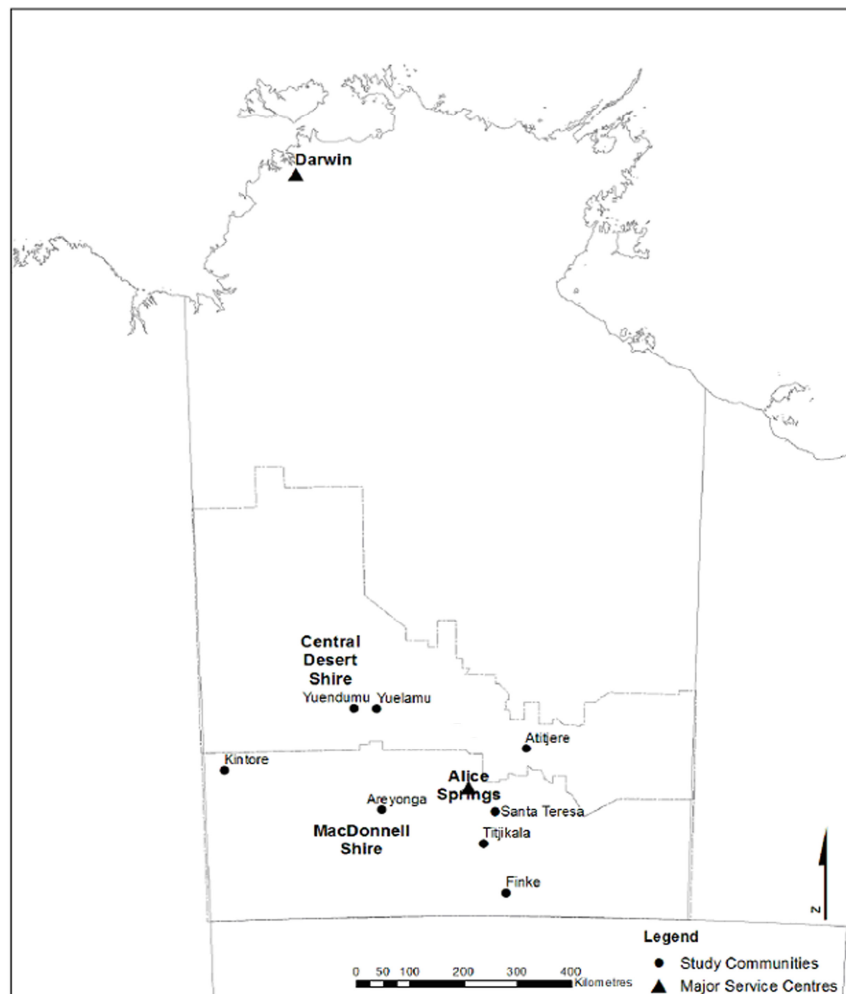 Darwin
Central
Desert
Shire
Yuendumu
Yuelamu
Atitjere
Kintore
Alice
Springs
Areyonga
Santa Teresa
MacDonnell
Shire
Titjikala
Finke
N
Legend
Study Communities
Major Service Centres
0 50 100 200 300 400
Kilometres